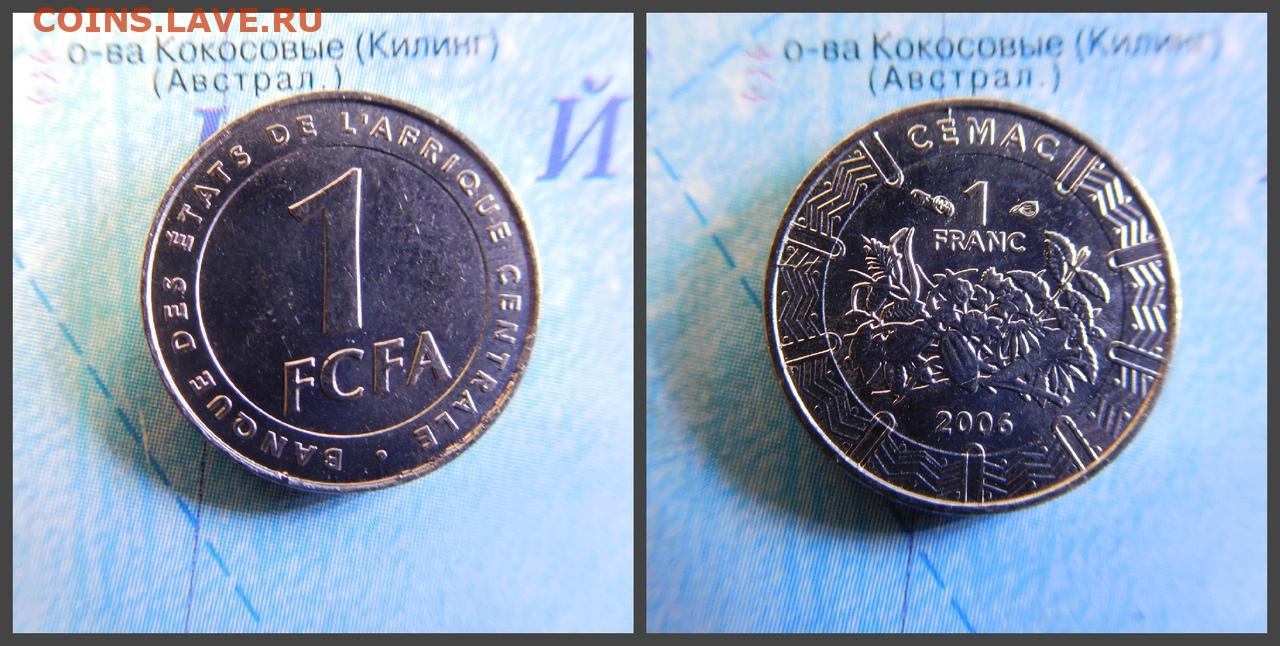 COINS.LAVE.RU
о-ва Кокосовые (Килинг)
(Австрал.)
Й
BANQUE DES ÉTATS DE L'AFRIQUE CENTRALE •
1
FCFA
о-ва Кокосовые (Килинг)
(Австрал.)
CEMAC
1
FRANC
2006